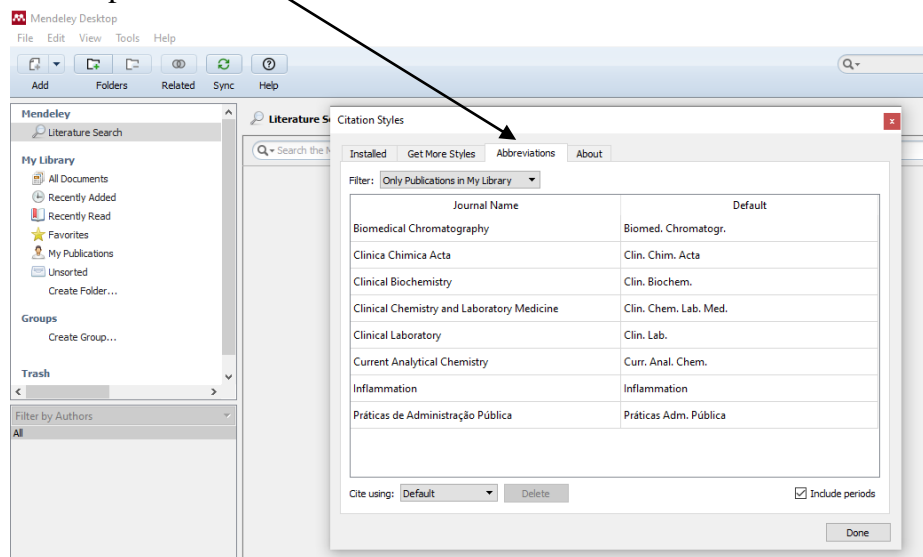 Mendeley Desktop
File Edit View Tools Help
Add Folders Related Sync Help
Mendeley
Literature Search
My Library
All Documents
Recently Added
Recently Read
Favorites
My Publications
Unsorted
Create Folder...
Groups
Create Group...
Trash
Filter by Authors
All
Literature S
Search the M
Citation Styles
Installed Get More Styles Abbreviations About
Filter: Only Publications in My Library
Journal Name Default
Biomedical Chromatography Biomed. Chromatogr.
Clinica Chimica Acta Clin. Chim. Acta
Clinical Biochemistry Clin. Biochem.
Clinical Chemistry and Laboratory Medicine Clin. Chem. Lab. Med.
Clinical Laboratory Clin. Lab.
Current Analytical Chemistry Curr. Anal. Chem.
Inflammation Inflammation
Práticas de Administração Pública Práticas Adm. Pública
Cite using: Default Delete Include periods
Done